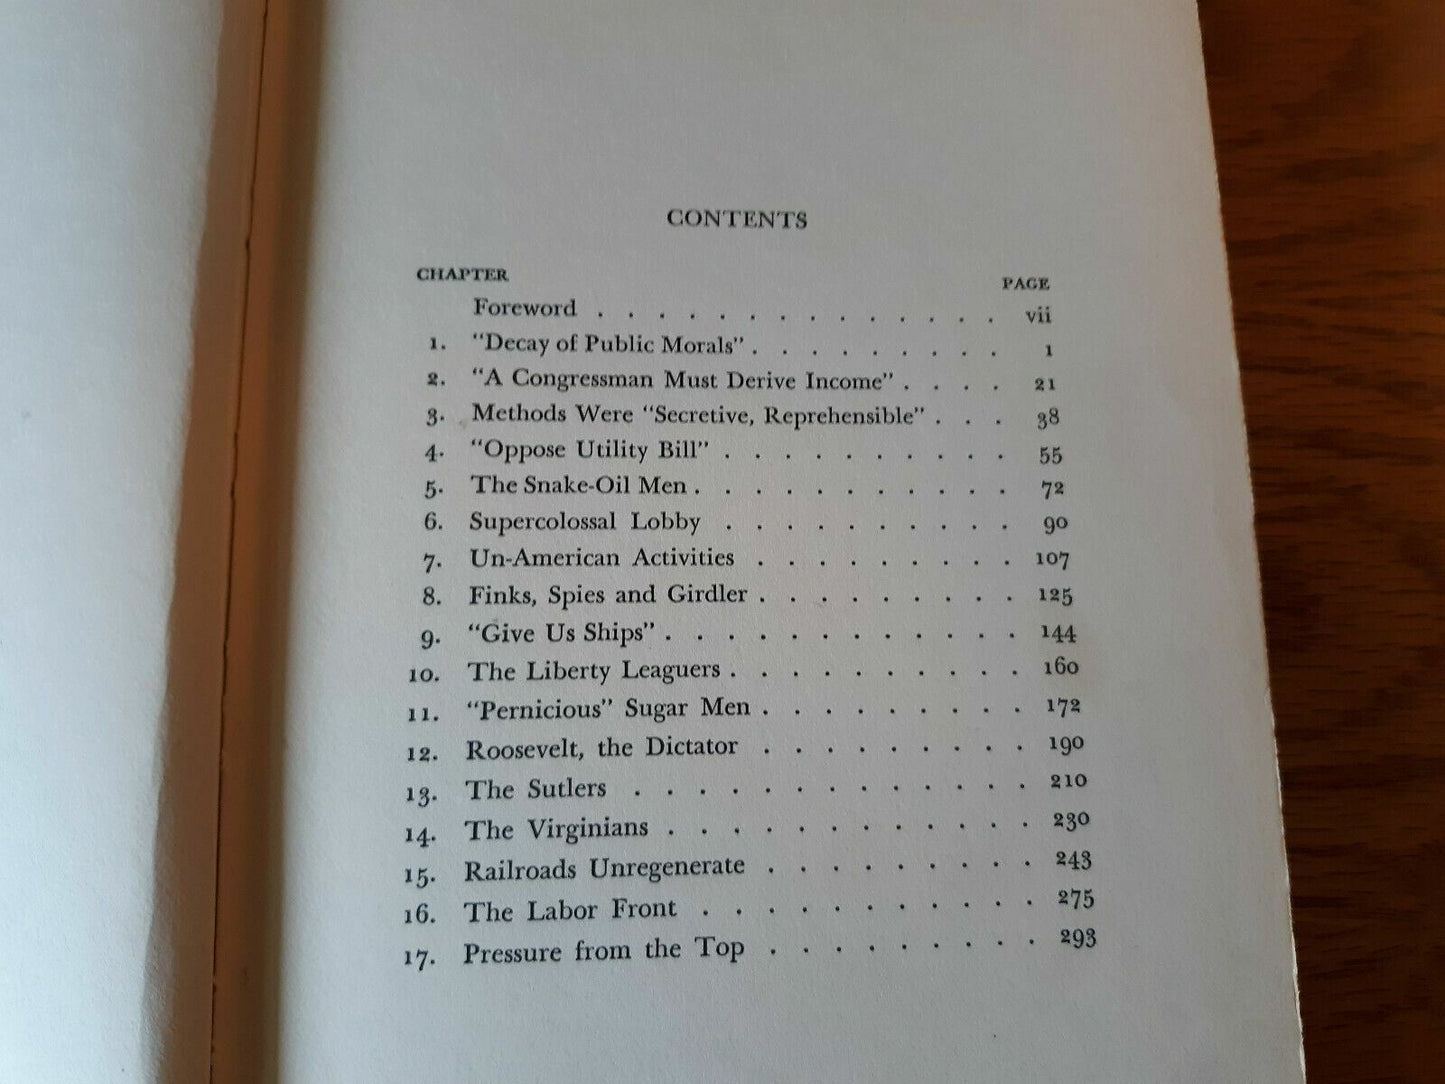 CONTENTS
CHAPTER PAGE
Foreword . . . . . . . . . . . . . . vii
1. "Decay of Public Morals" . . . . . . . . . 1
2. "A Congressman Must Derive Income" . . . . 21
3. Methods Were "Secretive, Reprehensible" . . . 38
4. "Oppose Utility Bill" . . . . . . . . . . 55
5. The Snake-Oil Men . . . . . . . . . . . 72
6. Supercolossal Lobby . . . . . . . . . . 90
7. Un-American Activities . . . . . . . . . 107
8. Finks, Spies and Girdler . . . . . . . . . 125
9. "Give Us Ships" . . . . . . . . . . . . 144
10. The Liberty Leaguers . . . . . . . . . . 160
11. "Pernicious" Sugar Men . . . . . . . . . 172
12. Roosevelt, the Dictator . . . . . . . . . 190
13. The Sutlers . . . . . . . . . . . . . 210
14. The Virginians . . . . . . . . . . . . 230
15. Railroads Unregenerate . . . . . . . . . 243
16. The Labor Front . . . . . . . . . . . 275
17. Pressure from the Top . . . . . . . . . 293